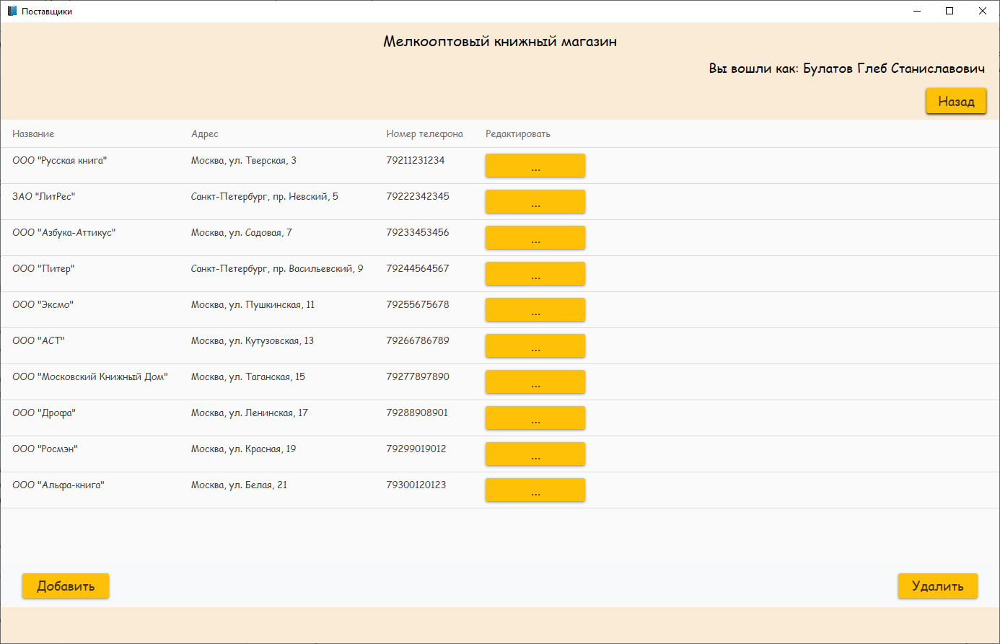 Поставщики
Мелкооптовый книжный магазин
Вы вошли как: Булатов Глеб Станиславович
Назад
Название Адрес Номер телефона Редактировать
ООО "Русская книга" Москва, ул. Тверская, 3 79211231234 ...
ЗАО "ЛитРес" Санкт-Петербург, пр. Невский, 5 79222342345 ...
ООО "Азбука-Аттикус" Москва, ул. Садовая, 7 79233453456 ...
ООО "Питер" Санкт-Петербург, пр. Васильевский, 9 79244564567 ...
ООО "Эксмо" Москва, ул. Пушкинская, 11 79255675678 ...
ООО "АСТ" Москва, ул. Кутузовская, 13 79266786789 ...
ООО "Московский Книжный Дом" Москва, ул. Таганская, 15 79277897890 ...
ООО "Дрофа" Москва, ул. Ленинская, 17 79288908901 ...
ООО "Росмэн" Москва, ул. Красная, 19 79299019012 ...
ООО "Альфа-книга" Москва, ул. Белая, 21 79300120123 ...
Добавить Удалить